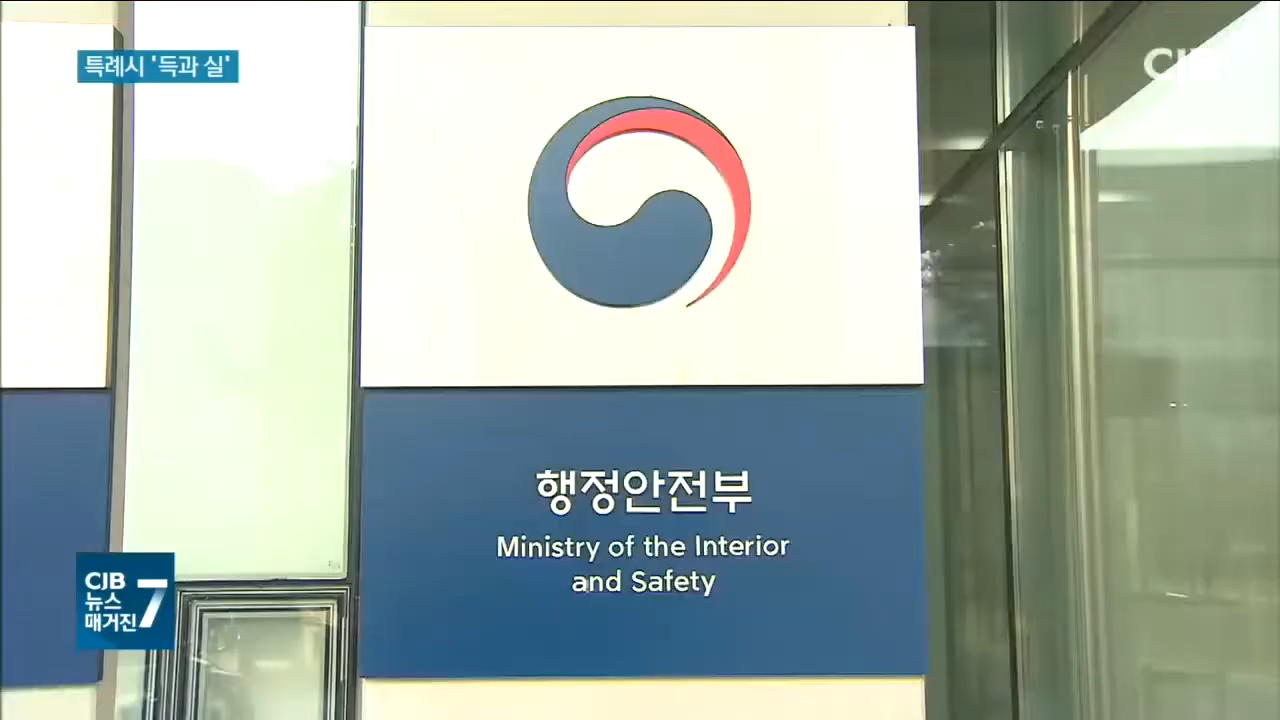 특례시 '득과 실'
CJB
행정안전부
Ministry of the Interior
and Safety
CJB
뉴스
매거진 7